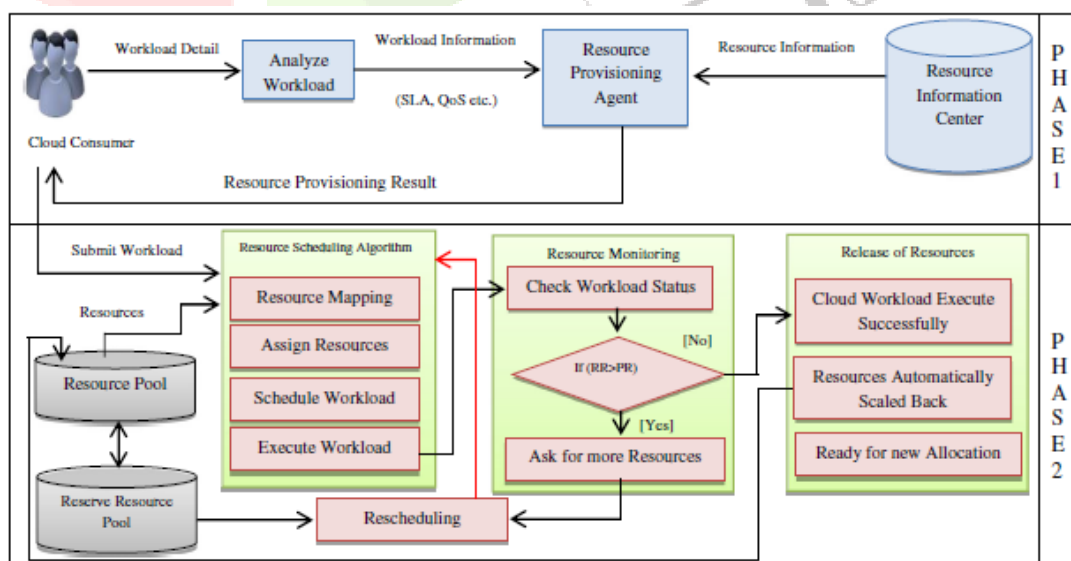 Workload Detail
Analyze
Workload
Workload Information
(SLA, QoS etc.)
Resource
Provisioning
Agent
Resource Information
Resource
Information
Center
Cloud Consumer
Resource Provisioning Result
P
H
A
S
E
1
Submit Workload
Resources
Resource Pool
Reserve Resource
Pool
Resource Scheduling Algorithm
Resource Mapping
Assign Resources
Schedule Workload
Execute Workload
Rescheduling
Resource Monitoring
Check Workload Status
If (RR>PR)
[No]
[Yes]
Ask for more Resources
Release of Resources
Cloud Workload Execute
Successfully
Resources Automatically
Scaled Back
Ready for new Allocation
P
H
A
S
E
2